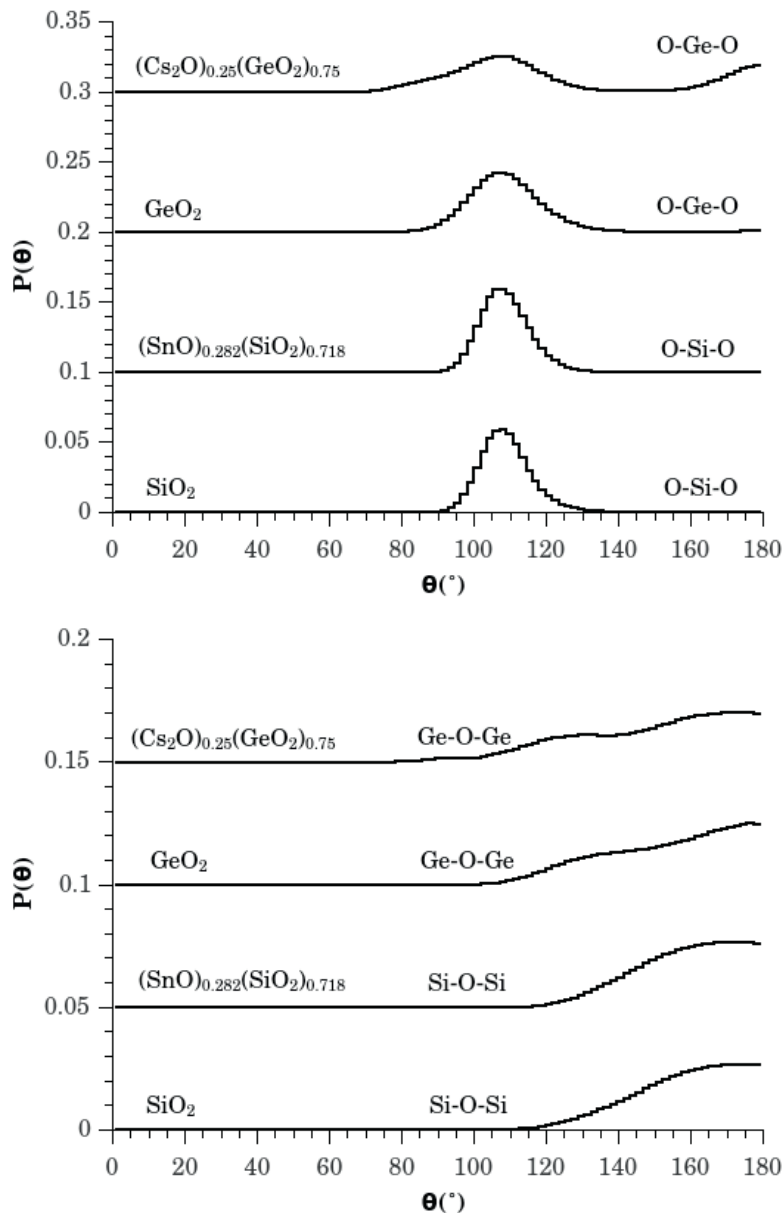 0.35
(Cs₂O)₀.₂₅(GeO₂)₀.₇₅
O-Ge-O
0.3
0.25
GeO₂
O-Ge-O
0.2
P(θ)
0.15
(SnO)₀.₂₈₂(SiO₂)₀.₇₁₈
O-Si-O
0.1
0.05
SiO₂
O-Si-O
0
0 20 40 60 80 100 120 140 160 180
θ(°)
0.2
(Cs₂O)₀.₂₅(GeO₂)₀.₇₅
Ge-O-Ge
0.15
GeO₂
Ge-O-Ge
P(θ)
0.1
(SnO)₀.₂₈₂(SiO₂)₀.₇₁₈
Si-O-Si
0.05
SiO₂
Si-O-Si
0
0 20 40 60 80 100 120 140 160 180
θ(°)